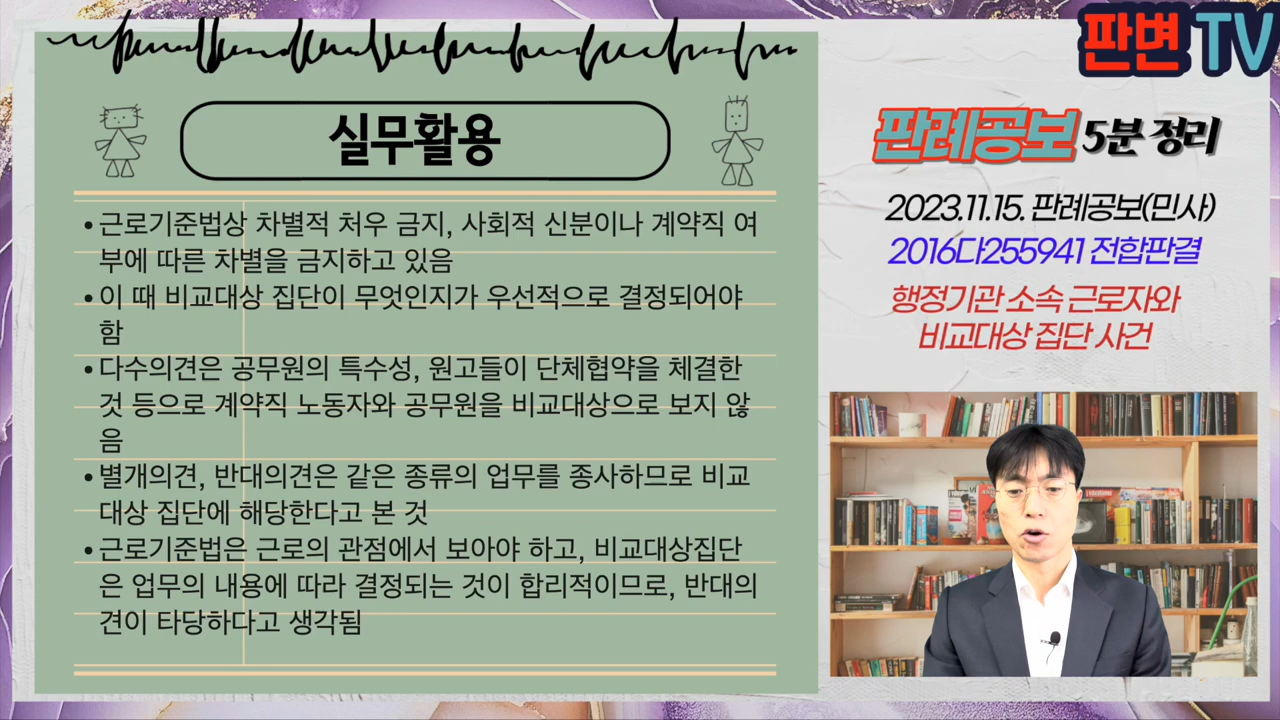 판변 TV
실무활용
• 근로기준법상 차별적 처우 금지, 사회적 신분이나 계약직 여
부에 따른 차별을 금지하고 있음
• 이 때 비교대상 집단이 무엇인지가 우선적으로 결정되어야
함
• 다수의견은 공무원의 특수성, 원고들이 단체협약을 체결한
것 등으로 계약직 노동자와 공무원을 비교대상으로 보지 않
음
• 별개의견, 반대의견은 같은 종류의 업무를 종사하므로 비교
대상 집단에 해당한다고 본 것
• 근로기준법은 근로의 관점에서 보아야 하고, 비교대상집단
은 업무의 내용에 따라 결정되는 것이 합리적이므로, 반대의
견이 타당하다고 생각됨
판례공보 5분 정리
2023.11.15. 판례공보(민사)
2016다255941 전합판결
행정기관 소속 근로자와
비교대상 집단 사건